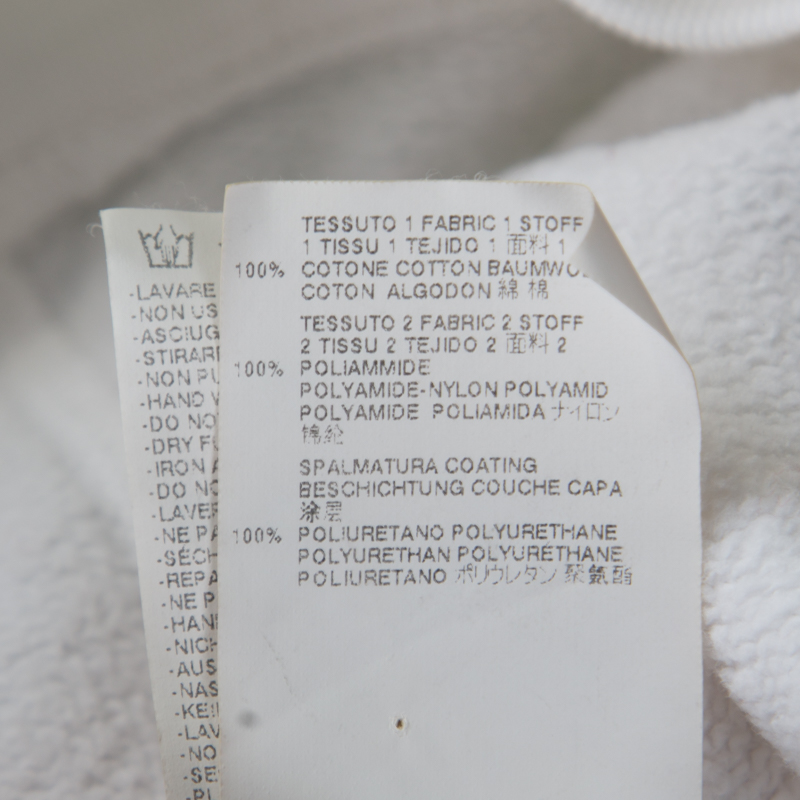 TESSUTO 1 FABRIC 1 STOFF
1 TISSU 1 TEJIDO 1 面料 1
100% COTONE COTTON
COTON ALGODON 綿 棉
TESSUTO 2 FABRIC 2 STOFF
2 TISSU 2 TEJIDO 2 面料 2
100% POLIAMMIDE
POLYAMIDE-NYLON POLYAMID
POLYAMIDE POLIAMIDA ナイロン
锦纶
SPALMATURA COATING
BESCHICHTUNG COUCHE CAPA
涂层
100% POLIURETANO POLYURETHANE
POLYURETHAN POLYURETHANE
POLIURETANO ポリウレタン 聚氨酯
-LAVARE
-NON US
-ASCIUG
-STIRAR
-NON PU
-HAND
-DO NO
-DRY F
-IRON
-DO NO
-LAVER
-NE PA
-SÉCH
-REPA
-NE P
-HAN
-NICH
-AUS
-NAS
-KEI
-LAV
-NO
-SE